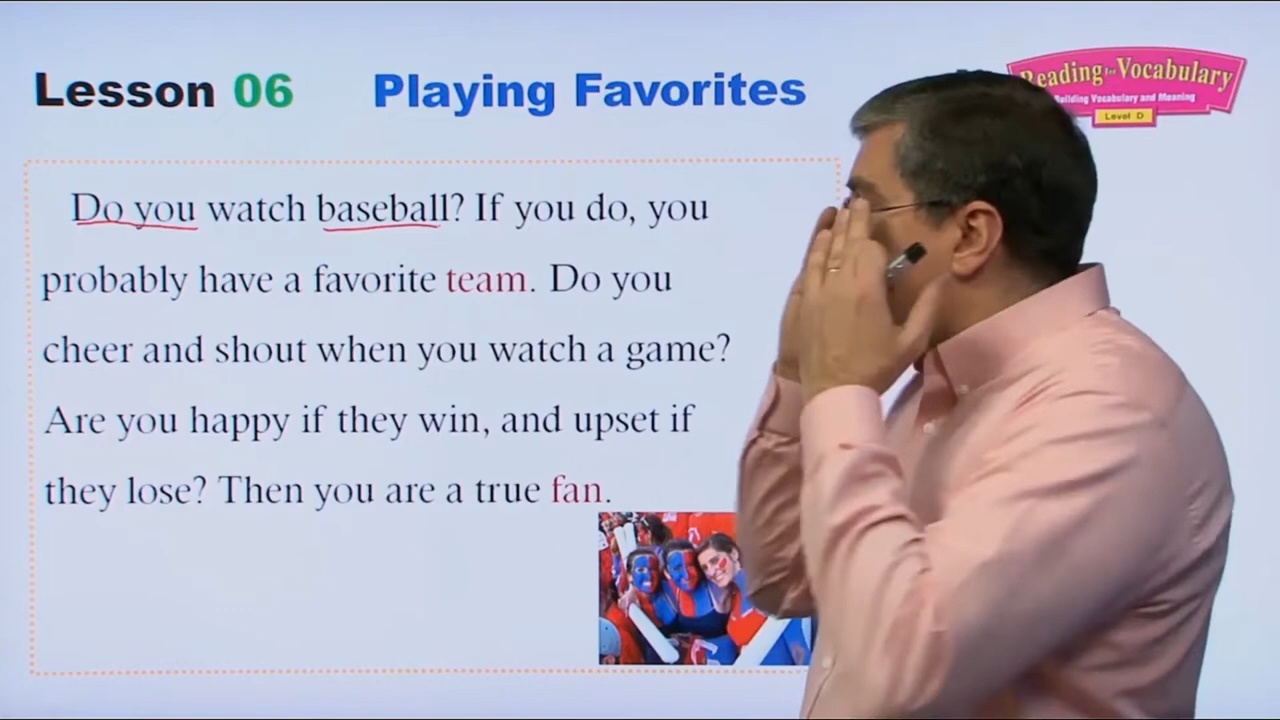 Lesson 06 Playing Favorites
Reading for Vocabulary
Building Vocabulary and Meaning
Level D
Do you watch baseball? If you do, you
probably have a favorite team. Do you
cheer and shout when you watch a game?
Are you happy if they win, and upset if
they lose? Then you are a true fan.